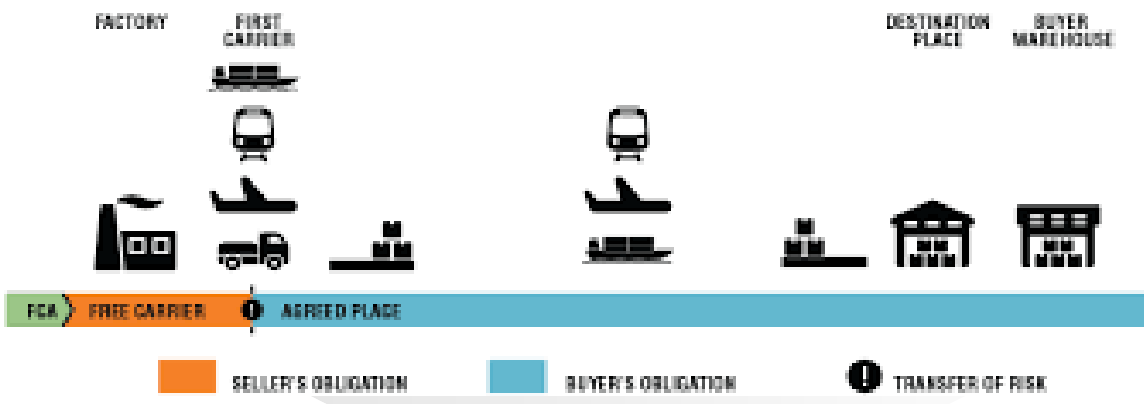 FACTORY
FIRST
CARRIER
DESTINATION
PLACE
BUYER
WAREHOUSE
FCA
FREE CARRIER
AGREED PLACE
SELLER'S OBLIGATION
BUYER'S OBLIGATION
TRANSFER OF RISK